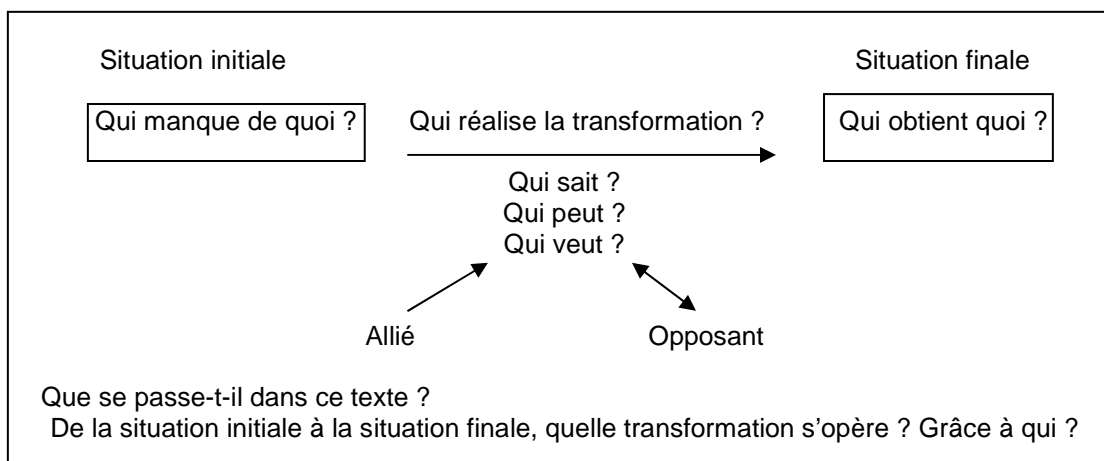 Situation initiale
Situation finale
Qui manque de quoi ?
Qui réalise la transformation ?
Qui obtient quoi ?
Qui sait ?
Qui peut ?
Qui veut ?
Allié
Opposant
Que se passe-t-il dans ce texte ?
De la situation initiale à la situation finale, quelle transformation s'opère ? Grâce à qui ?